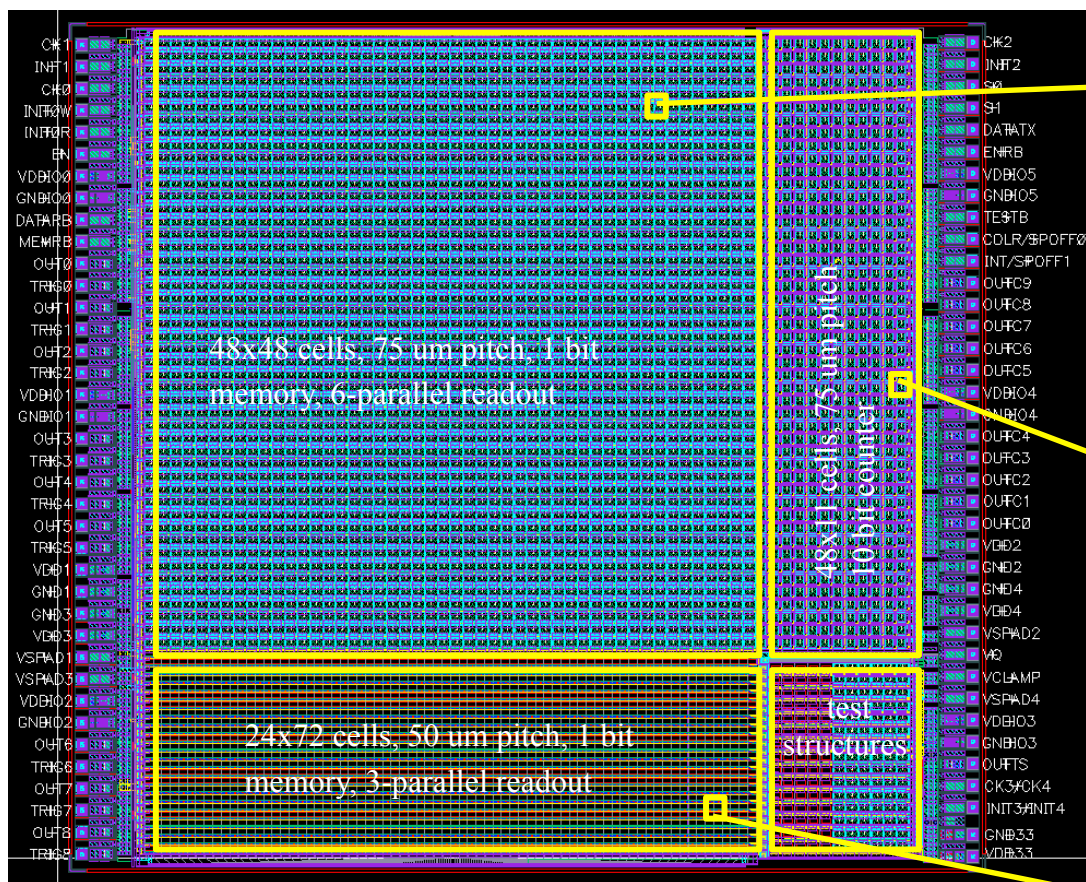 CK1
INIT1
CK0
INIT0W
INIT0R
EN
VDDIO0
GNDIO0
DATARB
MEMRB
OUT0
TRIG0
OUT1
TRIG1
OUT2
TRIG2
VDDIO1
GNDIO1
OUT3
TRIG3
OUT4
TRIG4
OUT5
TRIG5
VDD1
GND1
GND3
VDD3
VSPAD1
VSPAD3
VDDIO2
GNDIO2
OUT6
TRIG6
OUT7
TRIG7
OUT8
TRIG8
48x48 cells, 75 um pitch, 1 bit
memory, 6-parallel readout
48x11 cells, 75 um pitch,
10 bit counter
24x72 cells, 50 um pitch, 1 bit
memory, 3-parallel readout
test
structures
CK2
INIT2
S0
S1
DATATX
ENRB
VDDIO5
GNDIO5
TESTB
CDLR/SPOFF0
INT/SPOFF1
OUTC9
OUTC8
OUTC7
OUTC6
OUTC5
VDDIO4
GNDIO4
OUTC4
OUTC3
OUTC2
OUTC1
OUTC0
VDD2
GND2
GND4
VDD4
VSPAD2
VQ
VCLAMP
VSPAD4
VDDIO3
GNDIO3
OUTTS
CK3/CK4
INIT3/INIT4
GND33
VDD33